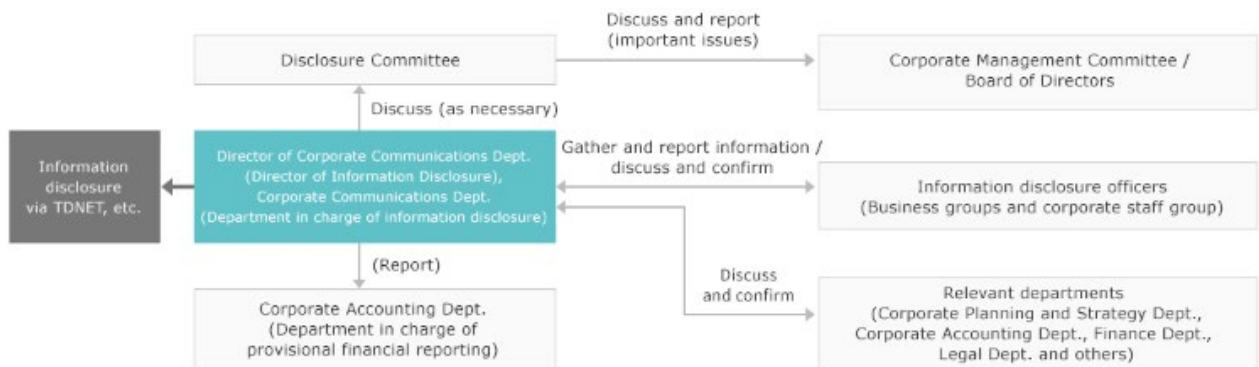 Discuss and report
(important issues)
Disclosure Committee
Corporate Management Committee /
Board of Directors
Discuss (as necessary)
Information
disclosure
via TDNET, etc.
Director of Corporate Communications Dept.
(Director of Information Disclosure),
Corporate Communications Dept.
(Department in charge of information disclosure)
Gather and report information /
discuss and confirm
Information disclosure officers
(Business groups and corporate staff group)
(Report)
Discuss
and confirm
Corporate Accounting Dept.
(Department in charge of
provisional financial reporting)
Relevant departments
(Corporate Planning and Strategy Dept.,
Corporate Accounting Dept., Finance Dept.,
Legal Dept. and others)